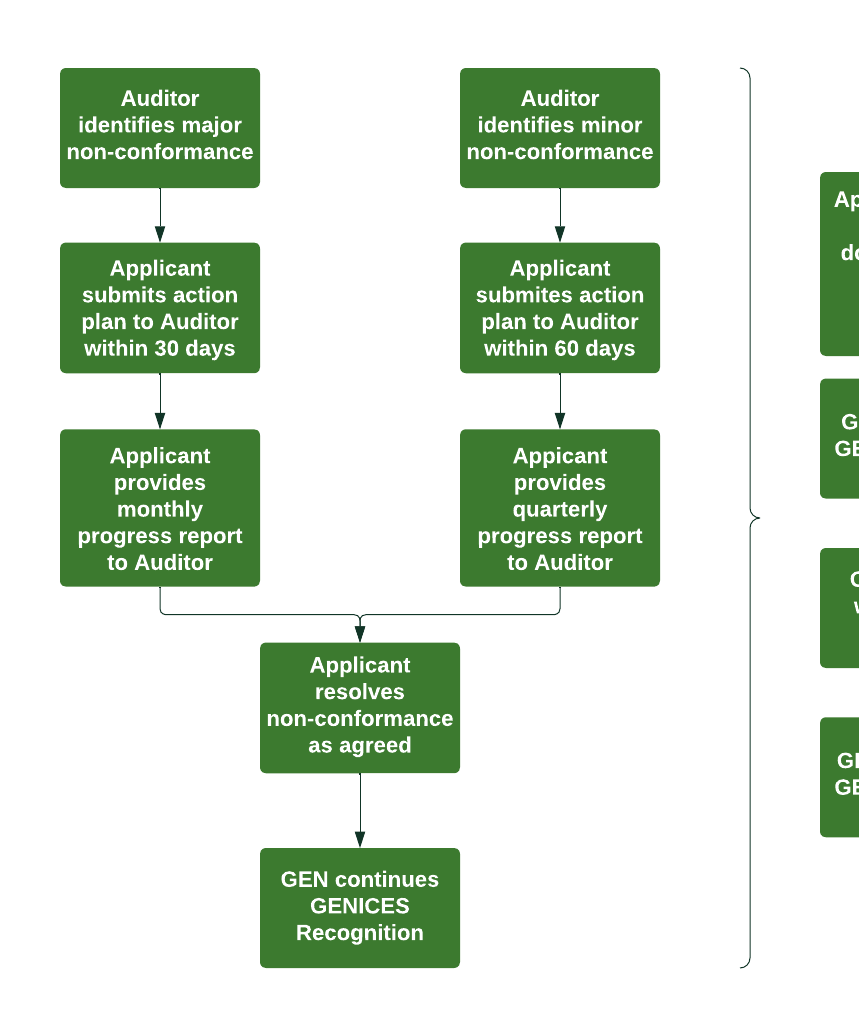 Auditor
identifies major
non-conformance
Auditor
identifies minor
non-conformance
Applicant
submits action
plan to Auditor
within 30 days
Applicant
submites action
plan to Auditor
within 60 days
Applicant
provides
monthly
progress report
to Auditor
Appicant
provides
quarterly
progress report
to Auditor
Applicant
resolves
non-conformance
as agreed
GEN continues
GENICES
Recognition